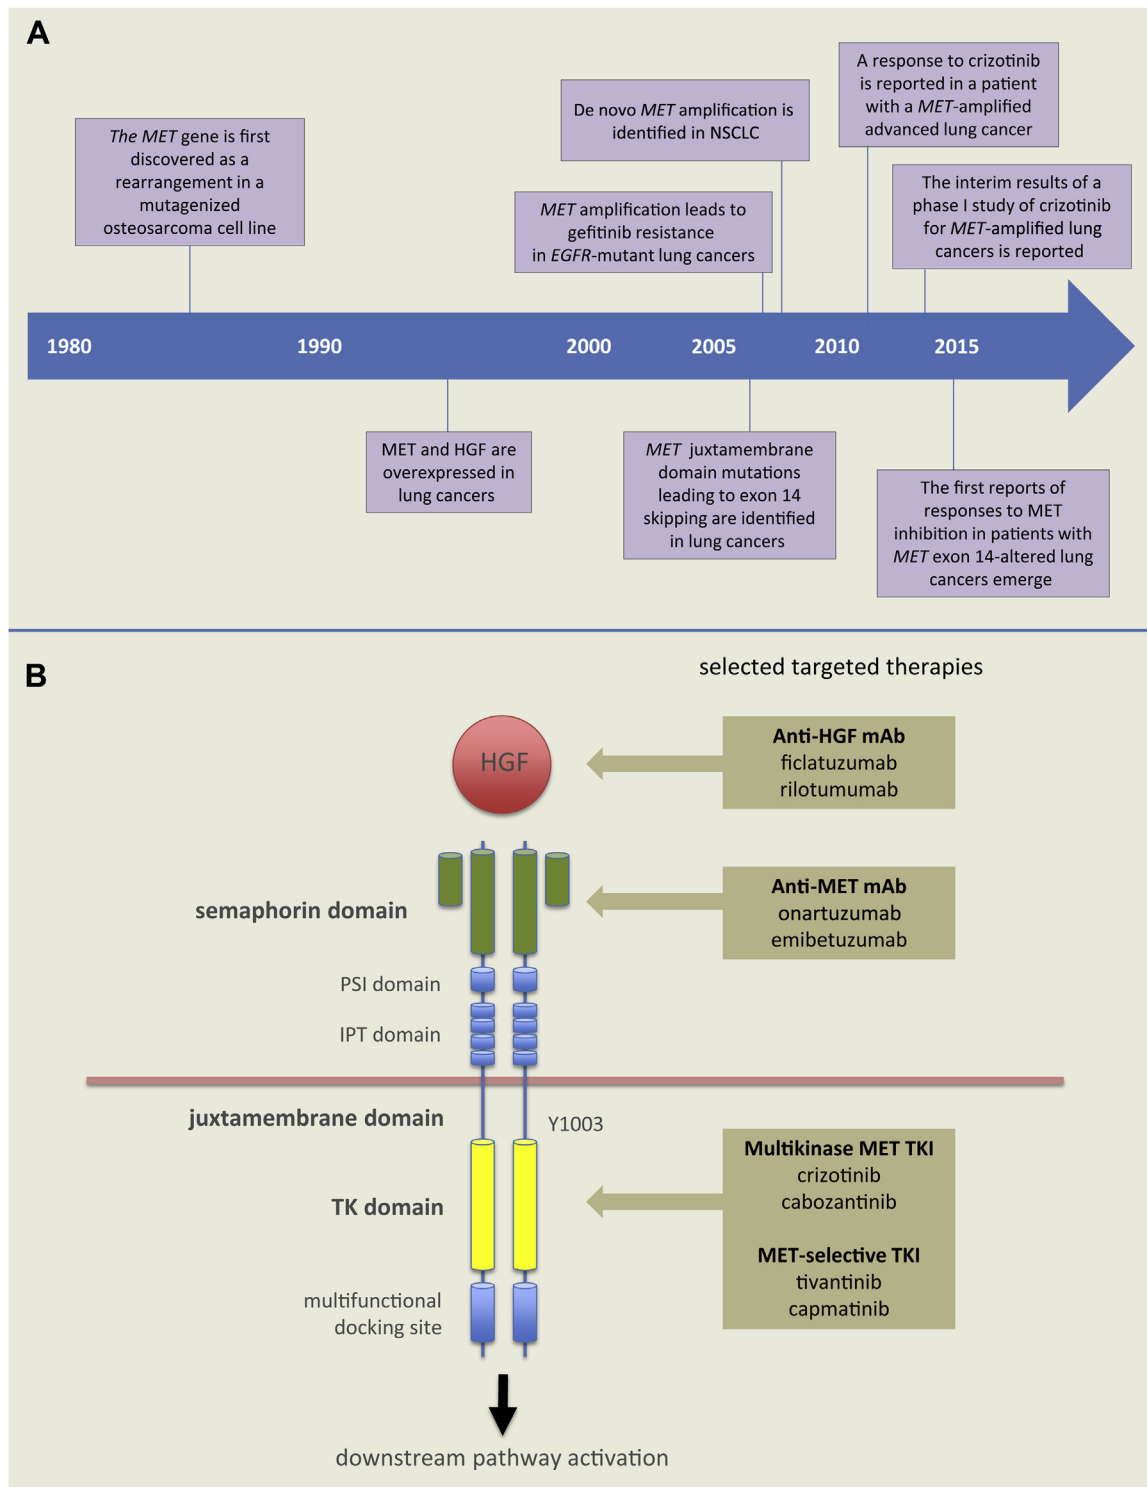 A
The MET gene is first
discovered as a
rearrangement in a
mutagenized
osteosarcoma cell line
De novo MET amplification is
identified in NSCLC
MET amplification leads to
gefitinib resistance
in EGFR-mutant lung cancers
A response to crizotinib
is reported in a patient
with a MET-amplified
advanced lung cancer
The interim results of a
phase I study of crizotinib
for MET-amplified lung
cancers is reported
1980 1990 2000 2005 2010 2015
MET and HGF are
overexpressed in
lung cancers
MET juxtamembrane
domain mutations
leading to exon 14
skipping are identified
in lung cancers
The first reports of
responses to MET
inhibition in patients with
MET exon 14-altered lung
cancers emerge
B
selected targeted therapies
HGF
Anti-HGF mAb
ficlatuzumab
rilotumumab
semaphorin domain
Anti-MET mAb
onartuzumab
emibetuzumab
PSI domain
IPT domain
juxtamembrane domain
Y1003
TK domain
Multikinase MET TKI
crizotinib
cabozantinib
MET-selective TKI
tivantinib
capmatinib
multifunctional
docking site
downstream pathway activation